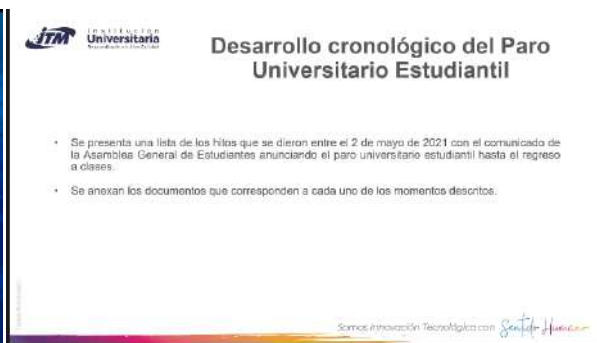 iTM
Institución
Universitaria
Desarrollo cronológico del Paro
Universitario Estudiantil
• Se presenta una lista de los hitos que se dieron entre el 2 de mayo de 2021 con el comunicado de
la Asamblea General de Estudiantes anunciando el paro universitario estudiantil hasta el regreso
a clases.
• Se anexan los documentos que corresponden a cada uno de los momentos descritos.
Somos Innovación Tecnológica con Sentido Humano